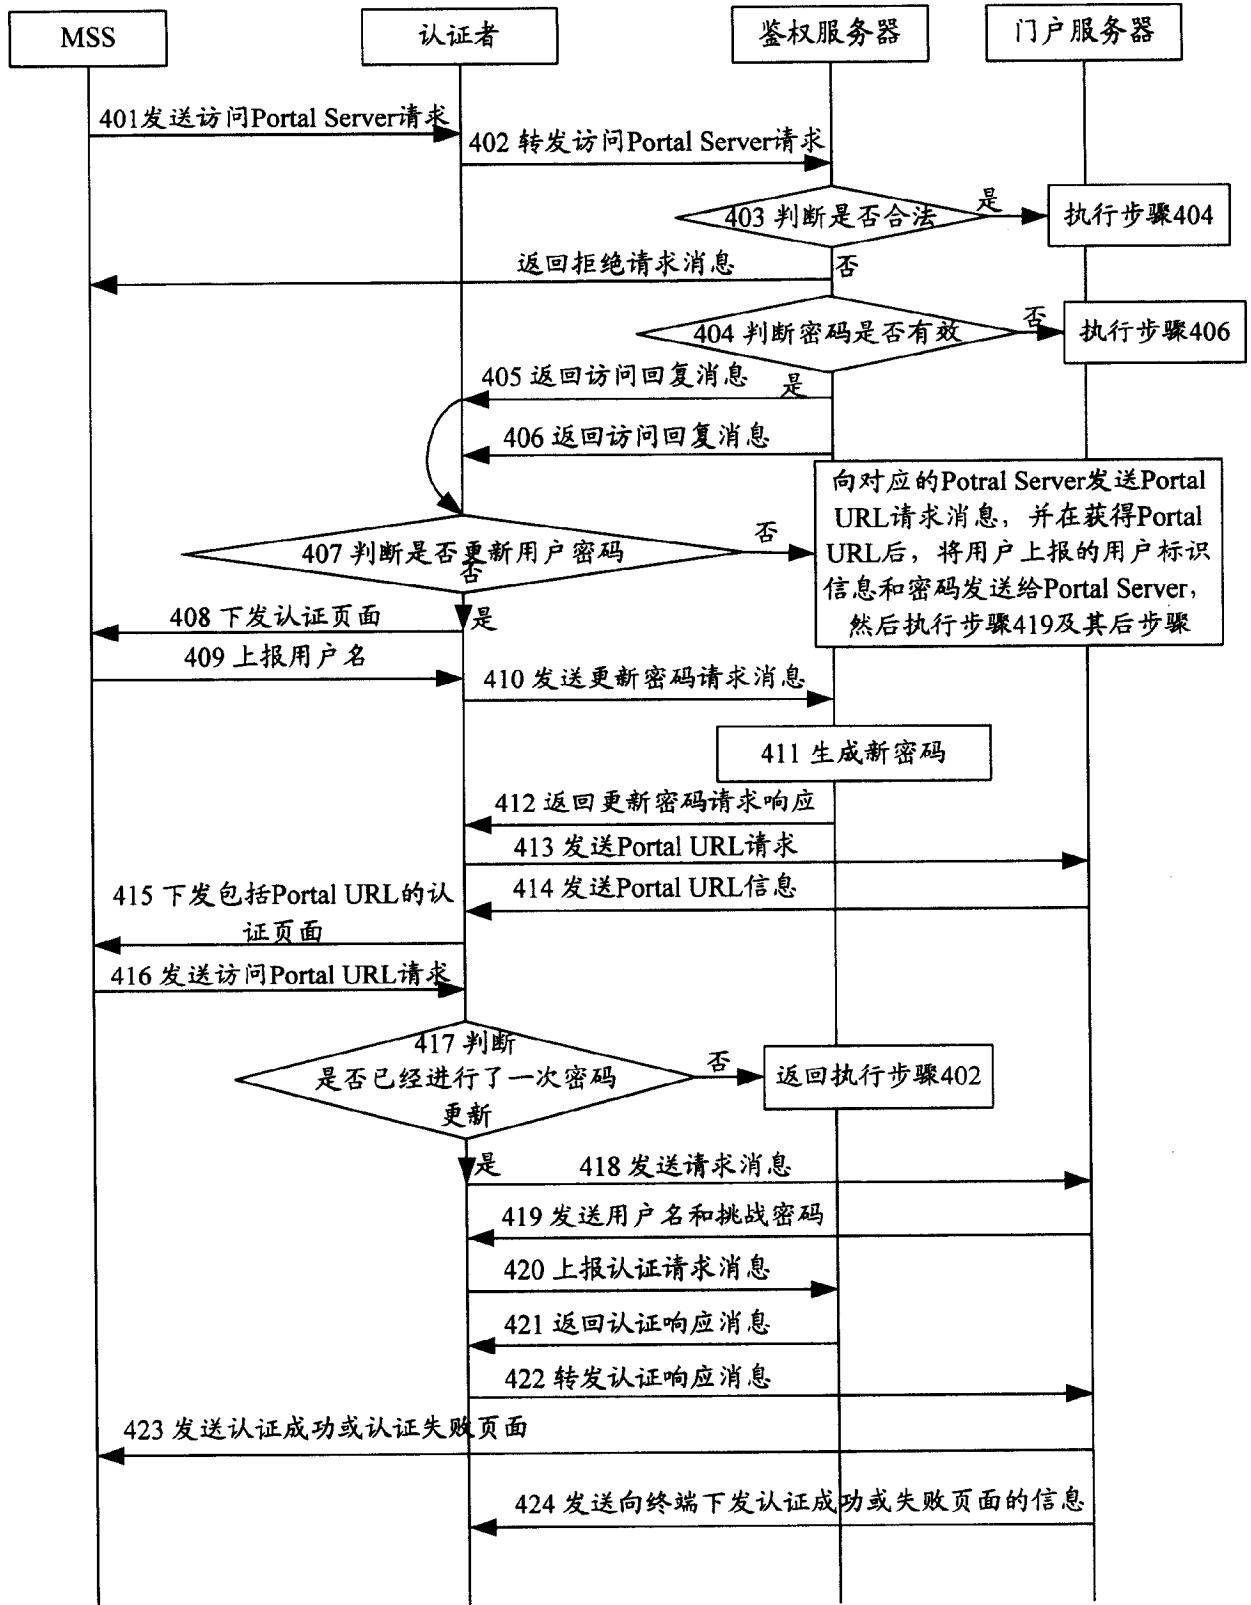 MSS
认证者
鉴权服务器
门户服务器
401发送访问Portal Server请求
402 转发访问Portal Server请求
403 判断是否合法
是
执行步骤404
返回拒绝请求消息
否
404 判断密码是否有效
否
执行步骤406
405 返回访问回复消息
是
406 返回访问回复消息
向对应的Potral Server发送Portal
URL请求消息，并在获得Portal
URL后，将用户上报的用户标识
信息和密码发送给Portal Server，
然后执行步骤419及其后步骤
407 判断是否更新用户密码
否
否
是
408 下发认证页面
409 上报用户名
410 发送更新密码请求消息
411 生成新密码
412 返回更新密码请求响应
413 发送Portal URL请求
414 发送Portal URL信息
415 下发包括Portal URL的认
证页面
416 发送访问Portal URL请求
417 判断
是否已经进行了一次密码
更新
否
返回执行步骤402
是
418 发送请求消息
419 发送用户名和挑战密码
420 上报认证请求消息
421 返回认证响应消息
422 转发认证响应消息
423 发送认证成功或认证失败页面
424 发送向终端下发认证成功或失败页面的信息